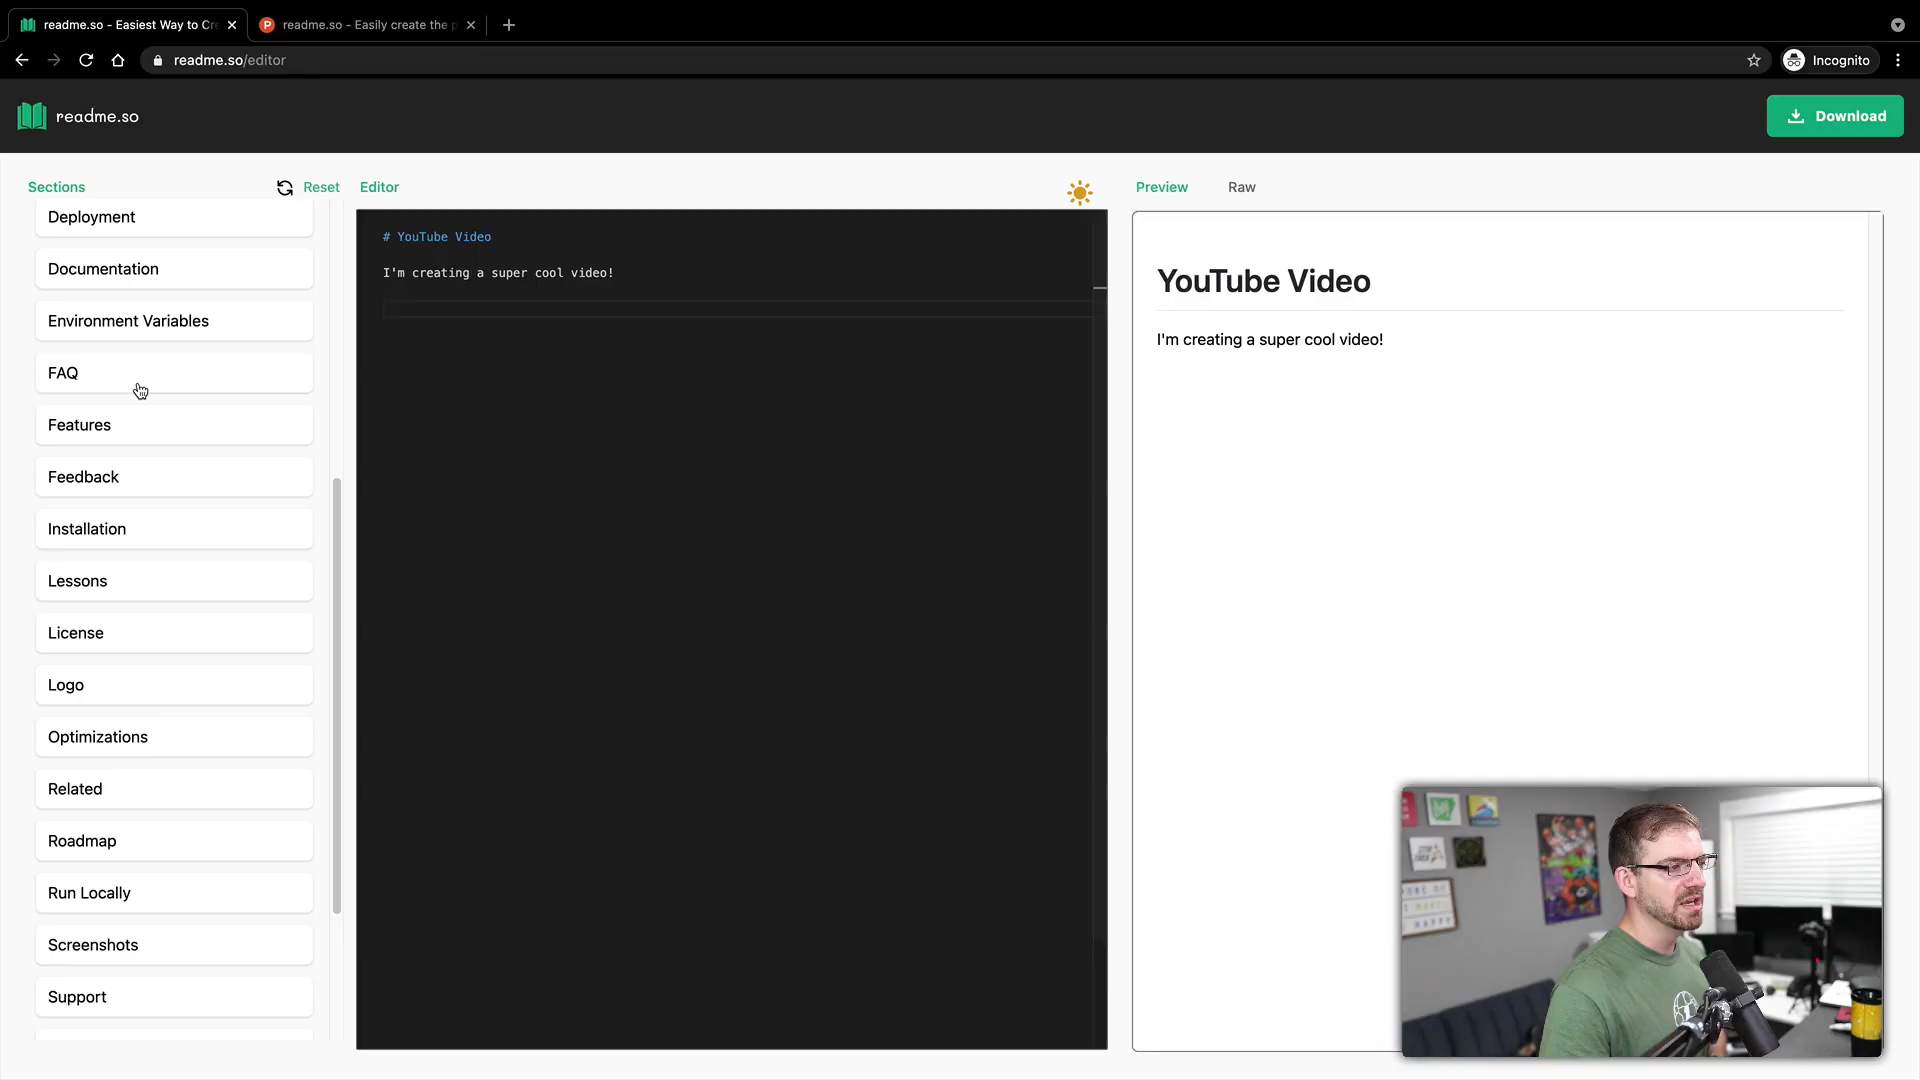 readme.so - Easiest Way to Cr
readme.so - Easily create the p
readme.so/editor
Incognito
readme.so
Download
Sections
Reset
Editor
Preview
Raw
Deployment
Documentation
Environment Variables
FAQ
Features
Feedback
Installation
Lessons
License
Logo
Optimizations
Related
Roadmap
Run Locally
Screenshots
Support
# YouTube Video
I'm creating a super cool video!
YouTube Video
I'm creating a super cool video!